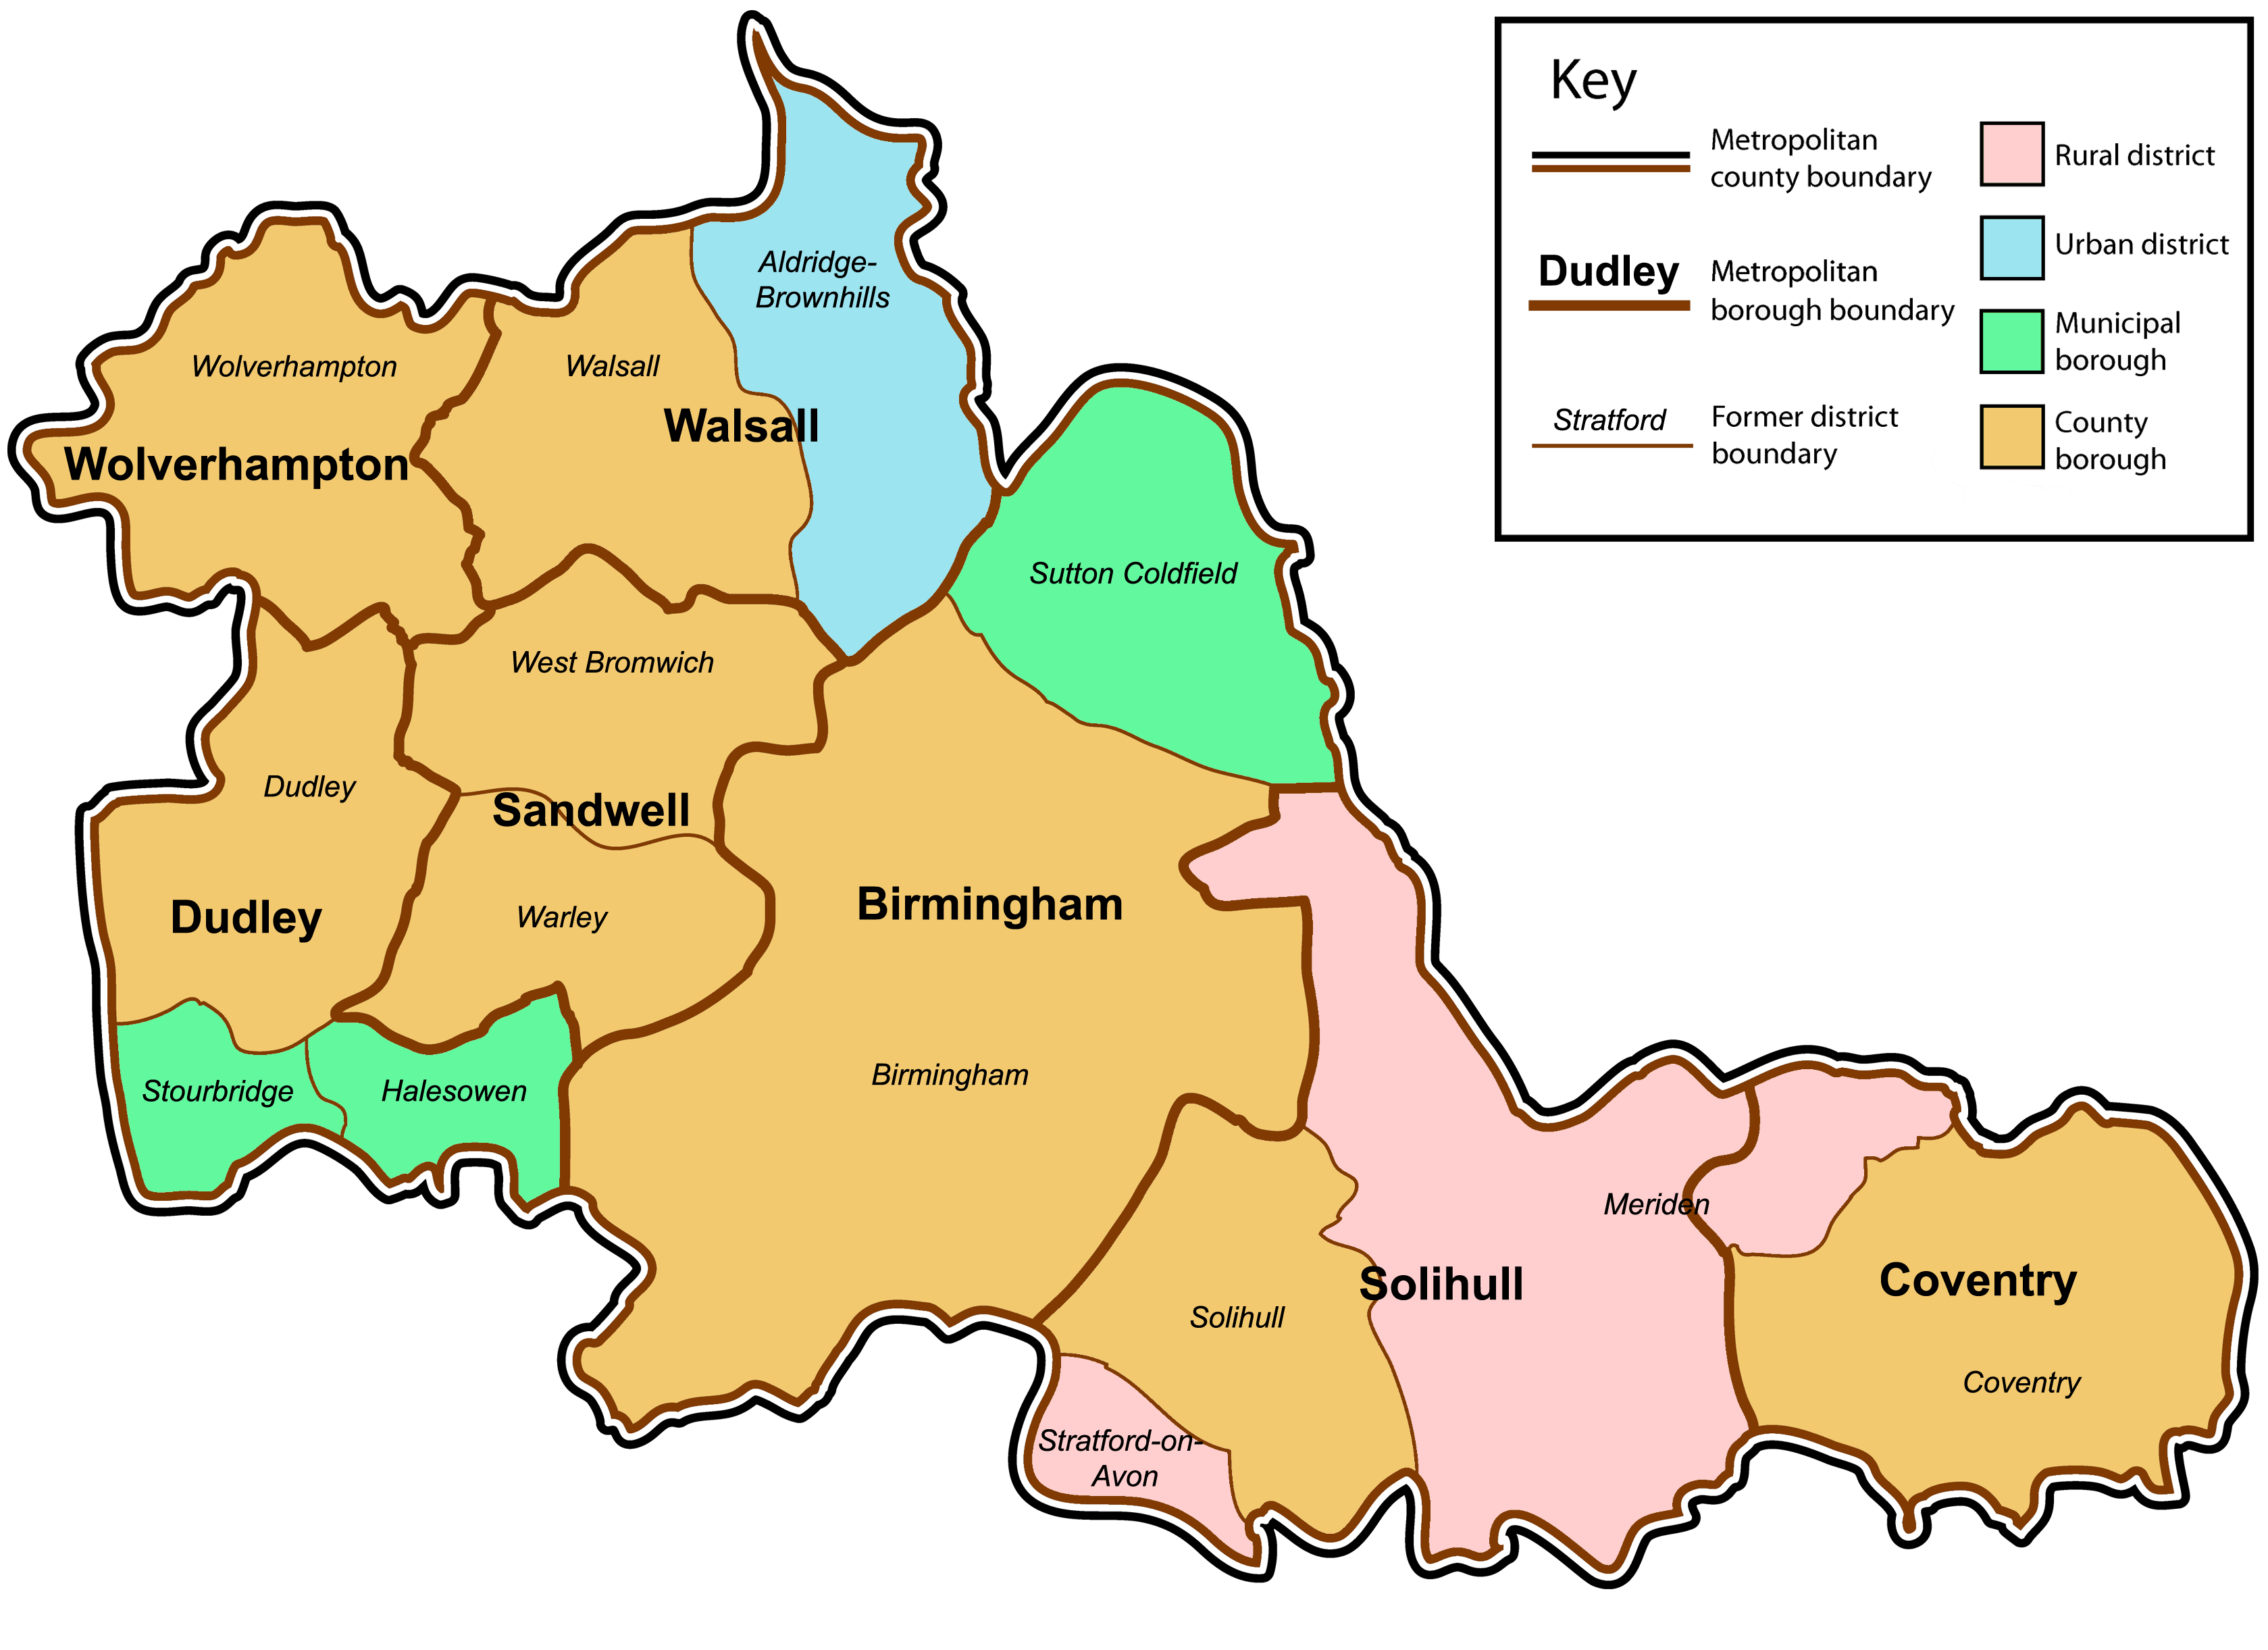 Key
Metropolitan
county boundary
Dudley
Metropolitan
borough boundary
Stratford
Former district
boundary
Rural district
Urban district
Municipal
borough
County
borough
Aldridge-
Brownhills
Wolverhampton
Walsall
Walsall
Wolverhampton
Sutton Coldfield
West Bromwich
Dudley
Sandwell
Birmingham
Dudley
Warley
Birmingham
Stourbridge
Halesowen
Meriden
Solihull
Coventry
Solihull
Coventry
Stratford-on-
Avon